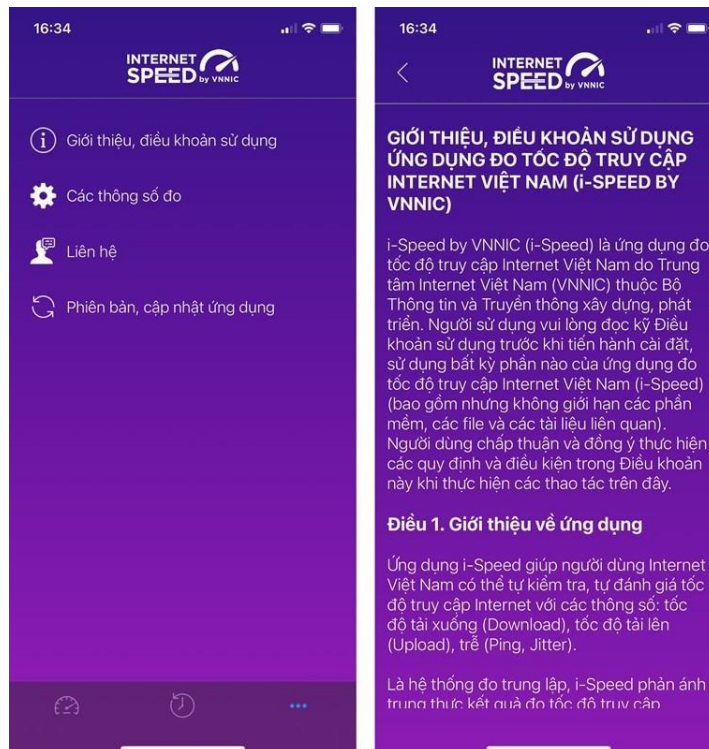 16:34
INTERNET
SPEED by VNNIC
Giới thiệu, điều khoản sử dụng
Các thông số đo
Liên hệ
Phiên bản, cập nhật ứng dụng
16:34
INTERNET
SPEED by VNNIC
GIỚI THIỆU, ĐIỀU KHOẢN SỬ DỤNG
ỨNG DỤNG ĐO TỐC ĐỘ TRUY CẬP
INTERNET VIỆT NAM (i-SPEED BY
VNNIC)
i-Speed by VNNIC (i-Speed) là ứng dụng đo
tốc độ truy cập Internet Việt Nam do Trung
tâm Internet Việt Nam (VNNIC) thuộc Bộ
Thông tin và Truyền thông xây dựng, phát
triển. Người sử dụng vui lòng đọc kỹ Điều
khoản sử dụng trước khi tiến hành cài đặt,
sử dụng bất kỳ phần nào của ứng dụng đo
tốc độ truy cập Internet Việt Nam (i-Speed)
(bao gồm nhưng không giới hạn các phần
mềm, các file và các tài liệu liên quan).
Người dùng chấp thuận và đồng ý thực hiện
các quy định và điều kiện trong Điều khoản
này khi thực hiện các thao tác trên đây.
Điều 1. Giới thiệu về ứng dụng
Ứng dụng i-Speed giúp người dùng Internet
Việt Nam có thể tự kiểm tra, tự đánh giá tốc
độ truy cập Internet với các thông số: tốc
độ tải xuống (Download), tốc độ tải lên
(Upload), trễ (Ping, Jitter).
Là hệ thống đo trung lập, i-Speed phản ánh
trung thực kết quả đo tốc độ truy cập